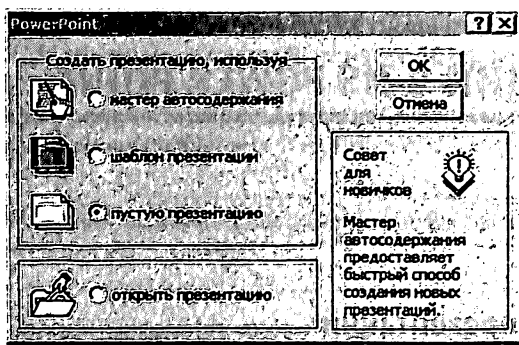 PowerPoint
Создать презентацию, используя
мастер автосодержания
шаблон презентации
пустую презентацию
открыть презентацию
OK
Отмена
Совет
для
новичков
Мастер
автосодержания
предоставляет
быстрый способ
создания новых
презентаций.